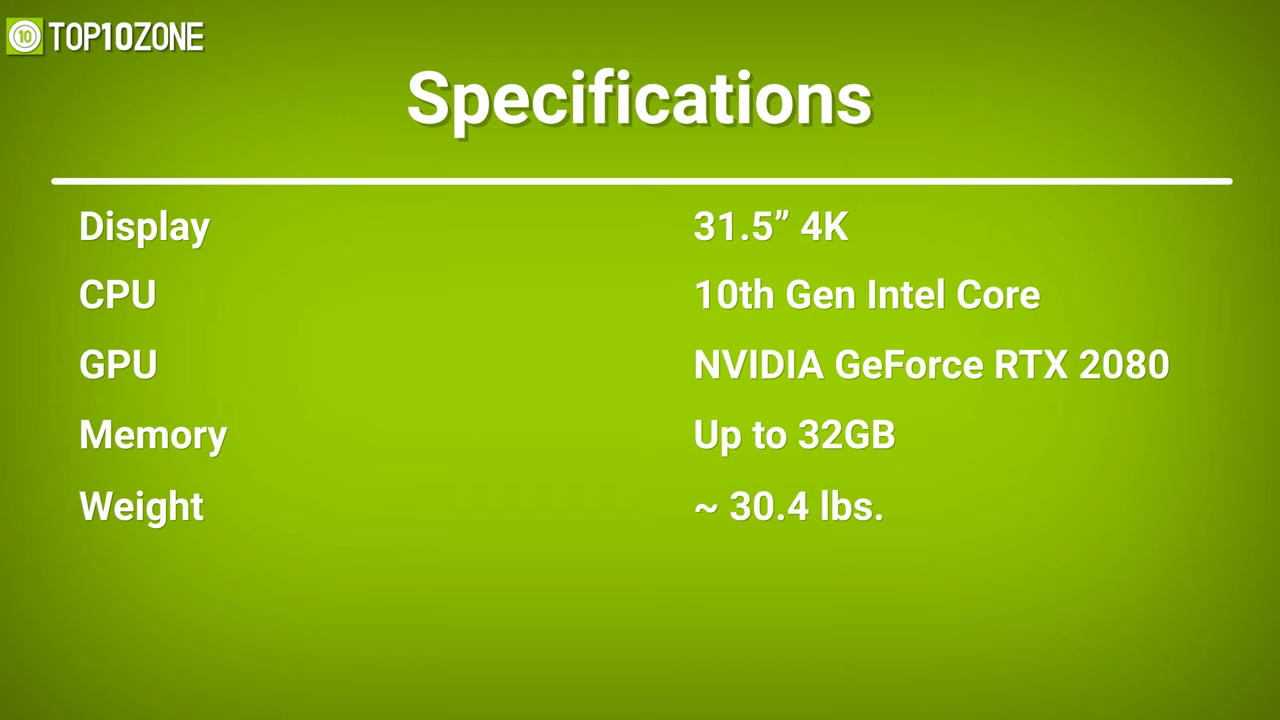 10 TOP10ZONE
Specifications
Display 31.5” 4K
CPU 10th Gen Intel Core
GPU NVIDIA GeForce RTX 2080
Memory Up to 32GB
Weight ~ 30.4 lbs.